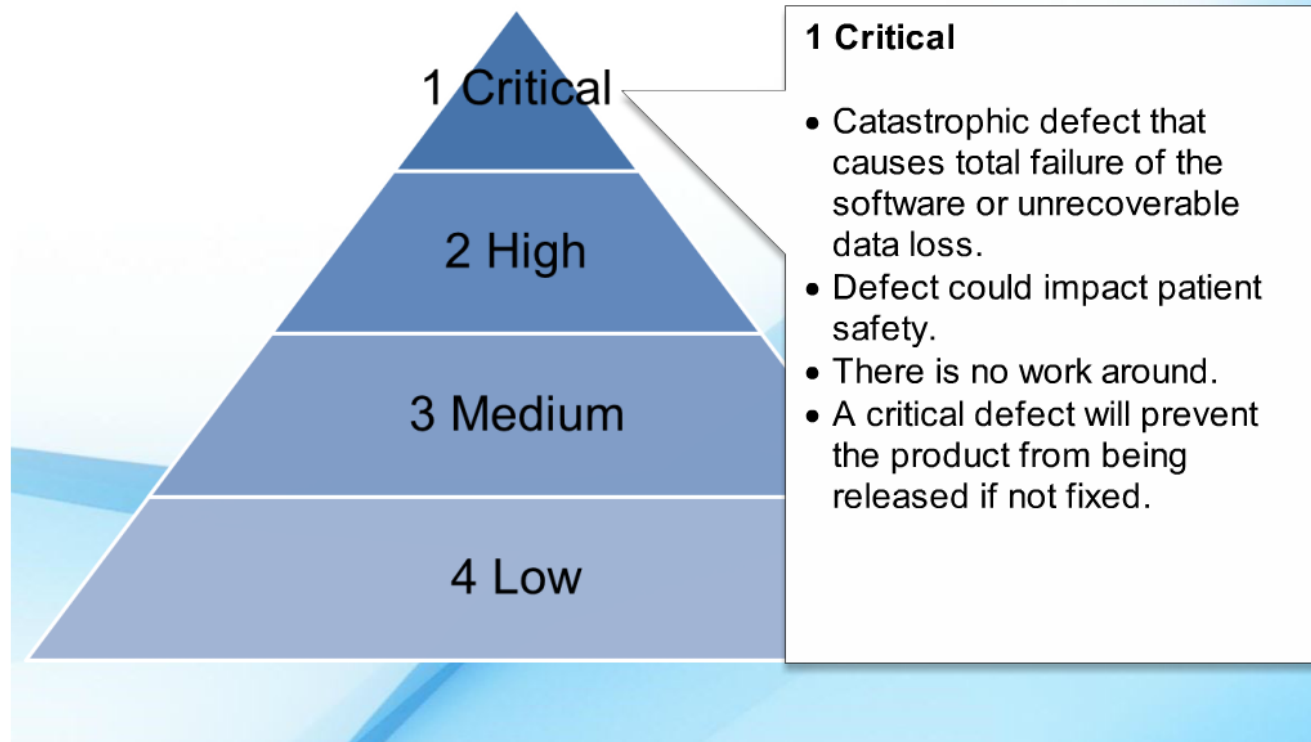 1 Critical
2 High
3 Medium
4 Low
1 Critical
• Catastrophic defect that
causes total failure of the
software or unrecoverable
data loss.
• Defect could impact patient
safety.
• There is no work around.
• A critical defect will prevent
the product from being
released if not fixed.